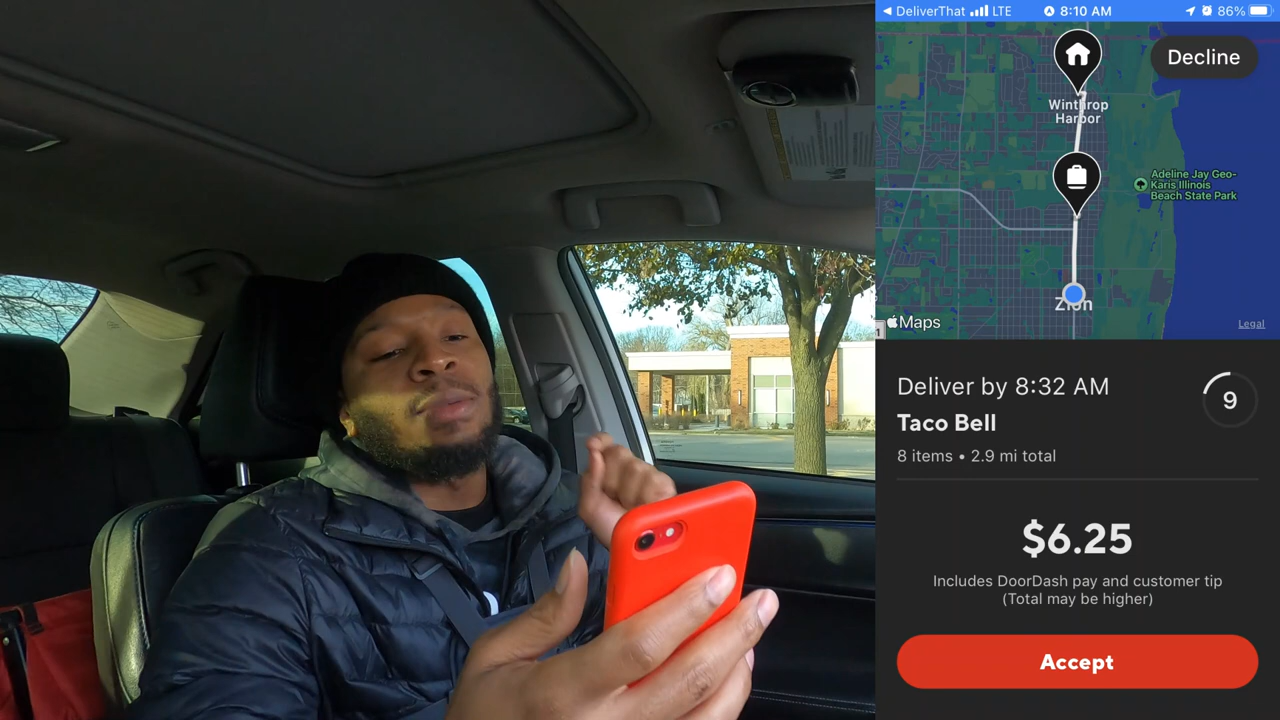 ◀ DeliverThat LTE 8:10 AM 86%
Decline
Winthrop
Harbor
Adeline Jay Geo-
Karis Illinois
Beach State Park
Zion
1
Maps
Legal
Deliver by 8:32 AM
9
Taco Bell
8 items • 2.9 mi total
$6.25
Includes DoorDash pay and customer tip
(Total may be higher)
Accept